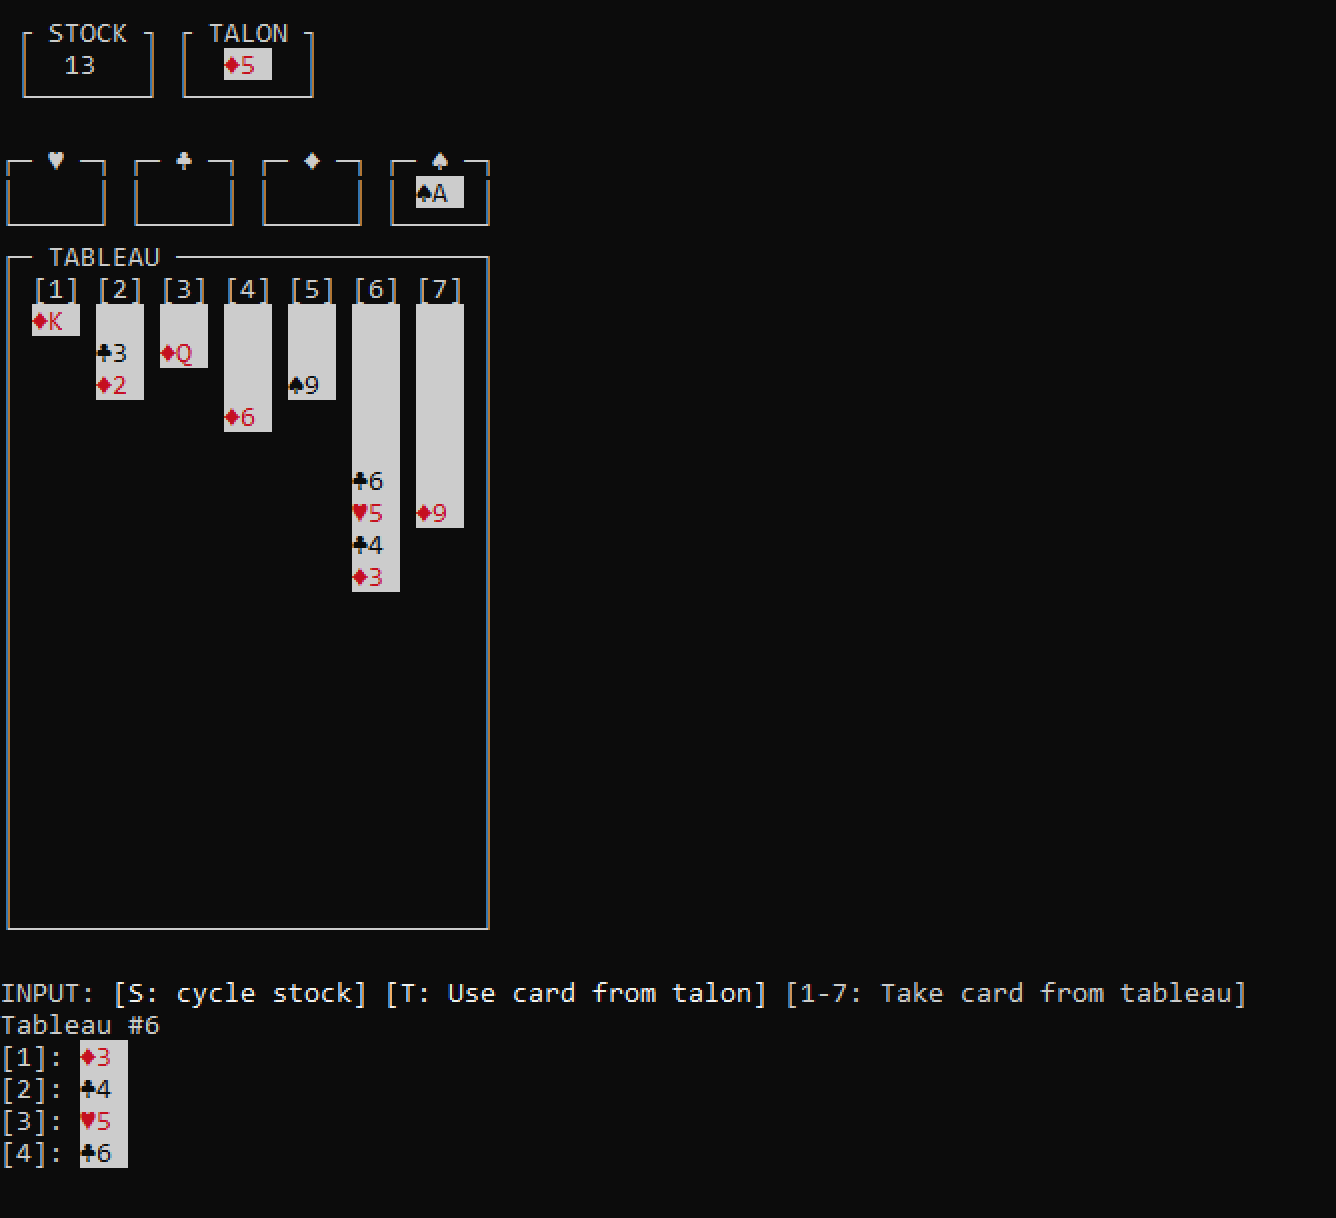 STOCK TALON
13 ♦5
♥ ♣ ♦ ♠
♠A
TABLEAU
[1] [2] [3] [4] [5] [6] [7]
♦K
♣3 ♦Q
♦2 ♠9
♦6
♣6
♥5 ♦9
♣4
♦3
INPUT: [S: cycle stock] [T: Use card from talon] [1-7: Take card from tableau]
Tableau #6
[1]: ♦3
[2]: ♣4
[3]: ♥5
[4]: ♣6